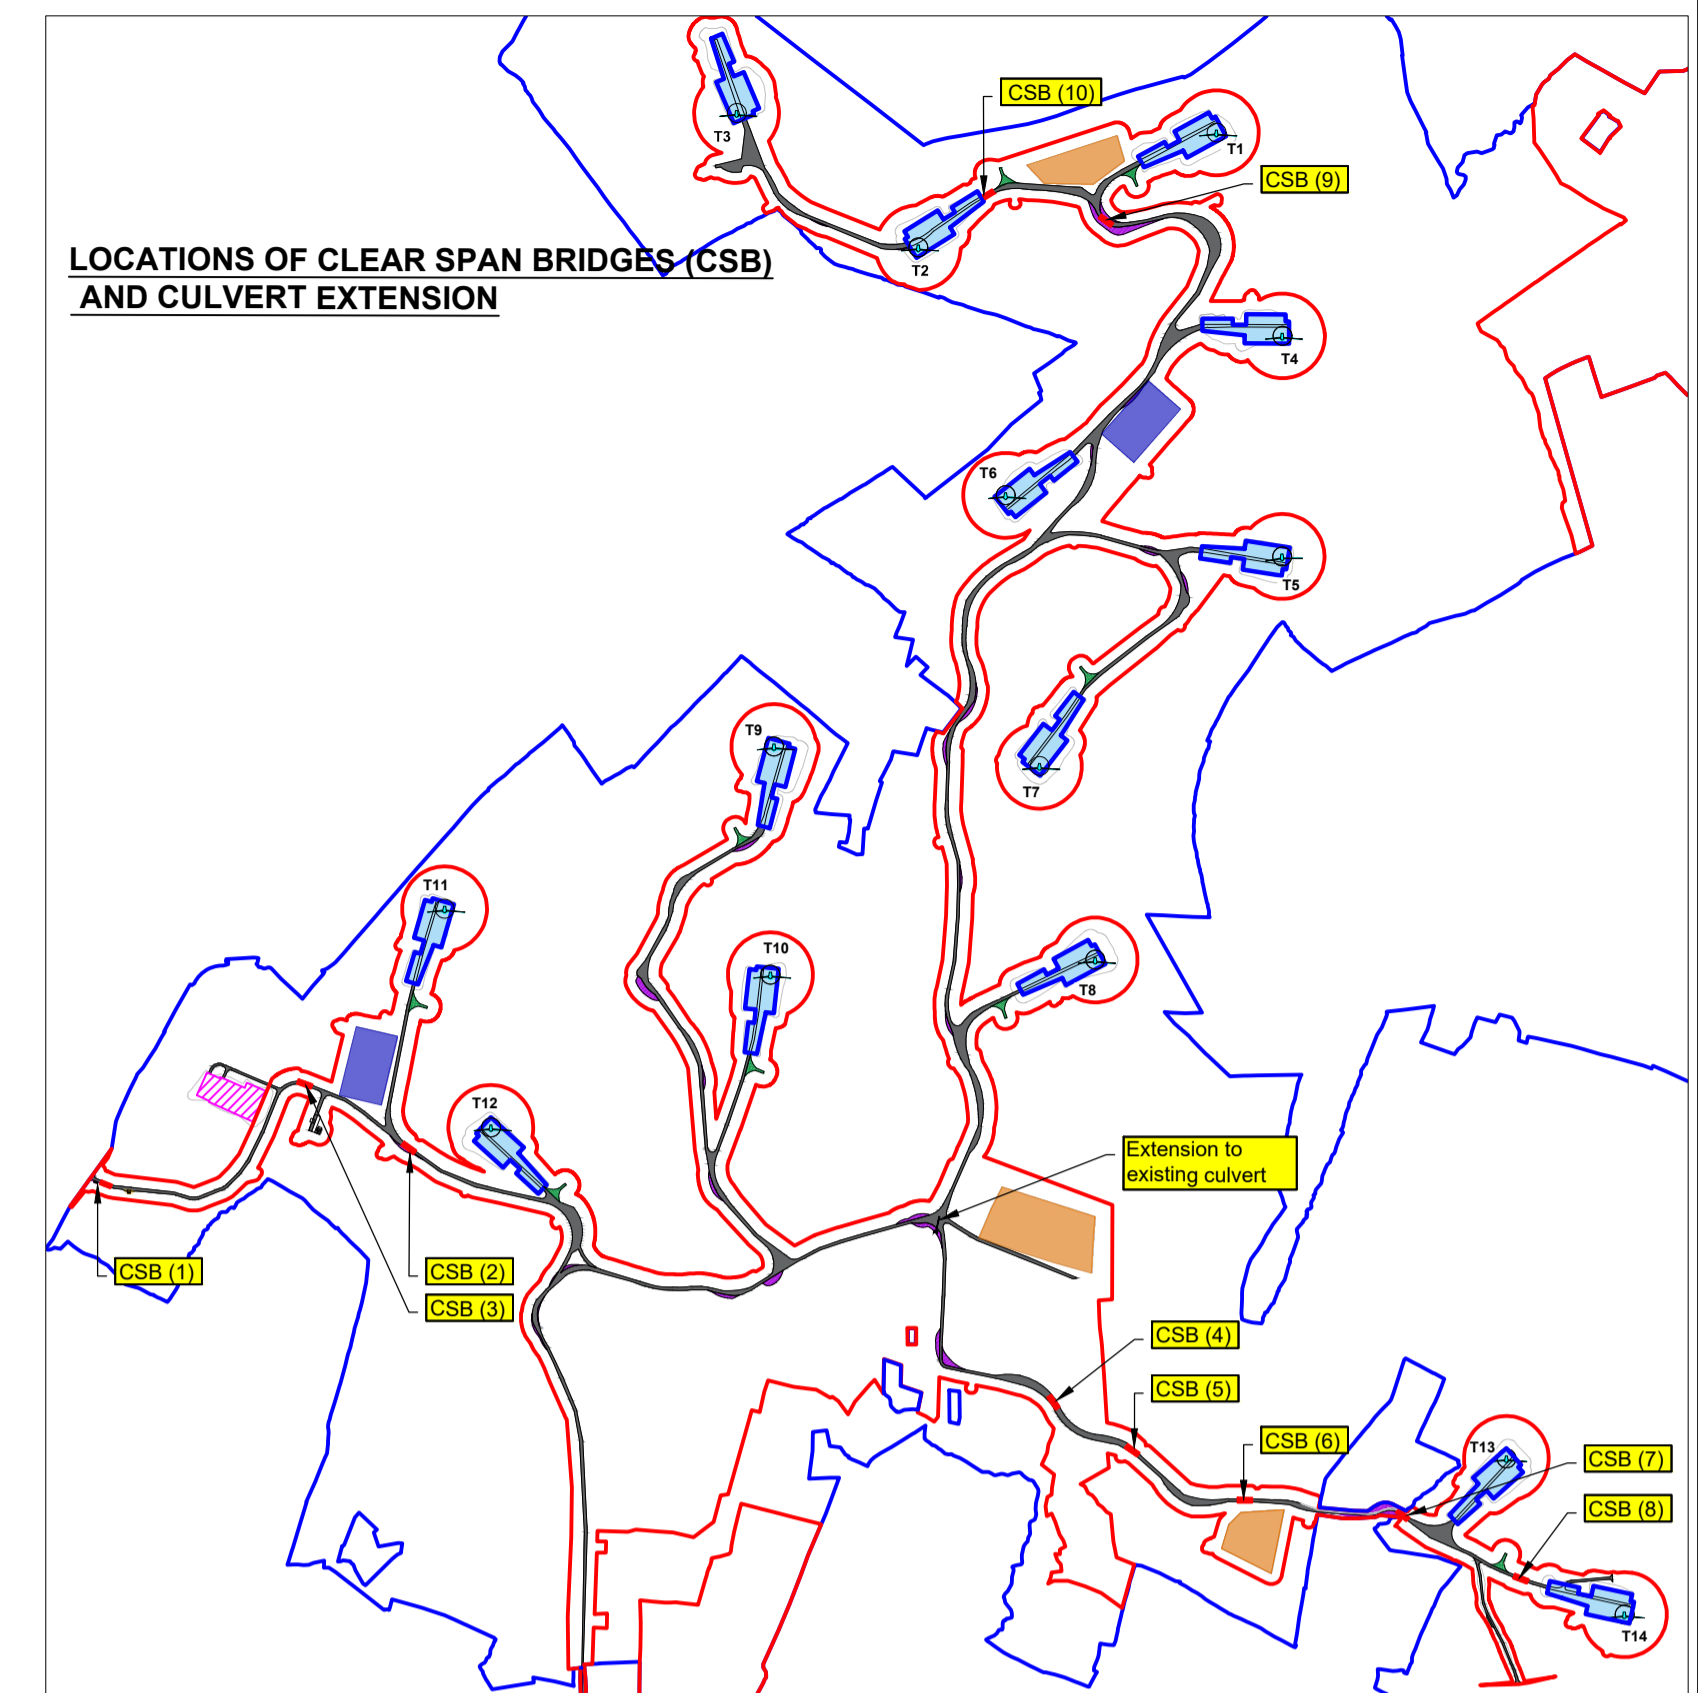 CSB (10)
T3
T1
CSB (9)
LOCATIONS OF CLEAR SPAN BRIDGES (CSB)
AND CULVERT EXTENSION
T2
T4
T6
T5
T9
T7
T11
T10
T8
T12
Extension to
existing culvert
CSB (1)
CSB (2)
CSB (3)
CSB (4)
CSB (5)
CSB (6)
T13
CSB (7)
CSB (8)
T14